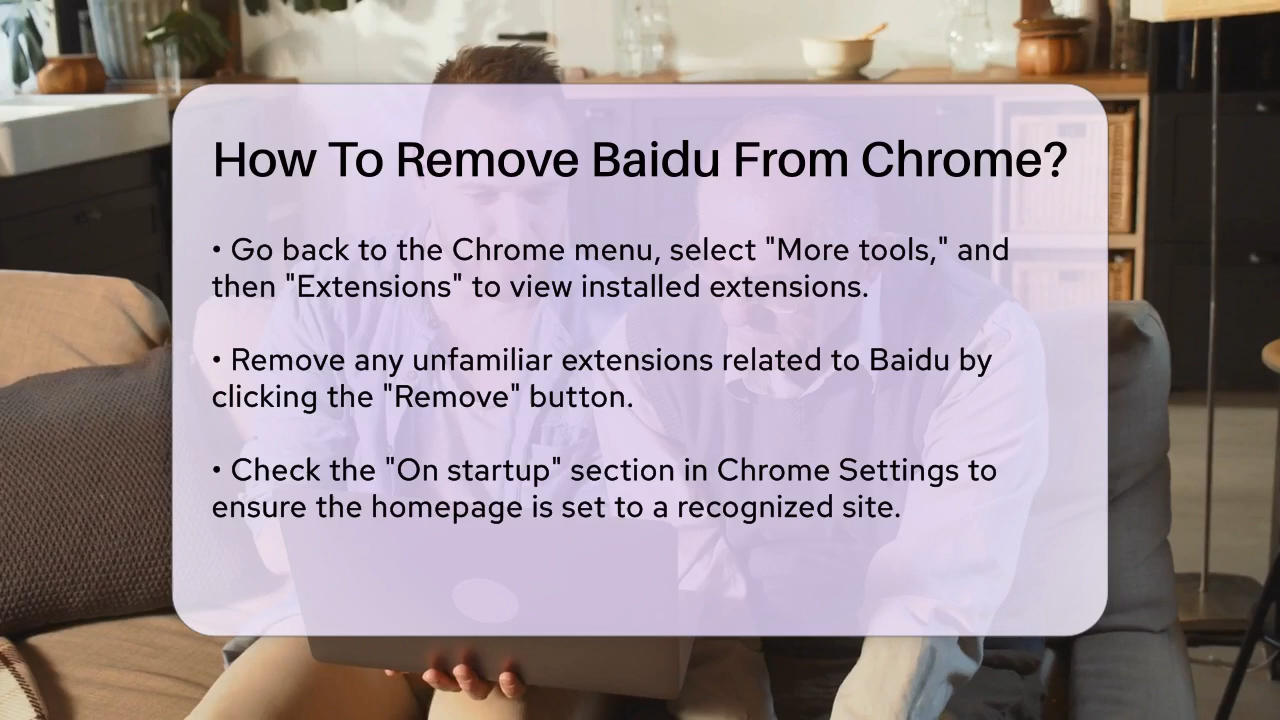 How To Remove Baidu From Chrome?
• Go back to the Chrome menu, select "More tools," and
then "Extensions" to view installed extensions.
• Remove any unfamiliar extensions related to Baidu by
clicking the "Remove" button.
• Check the "On startup" section in Chrome Settings to
ensure the homepage is set to a recognized site.